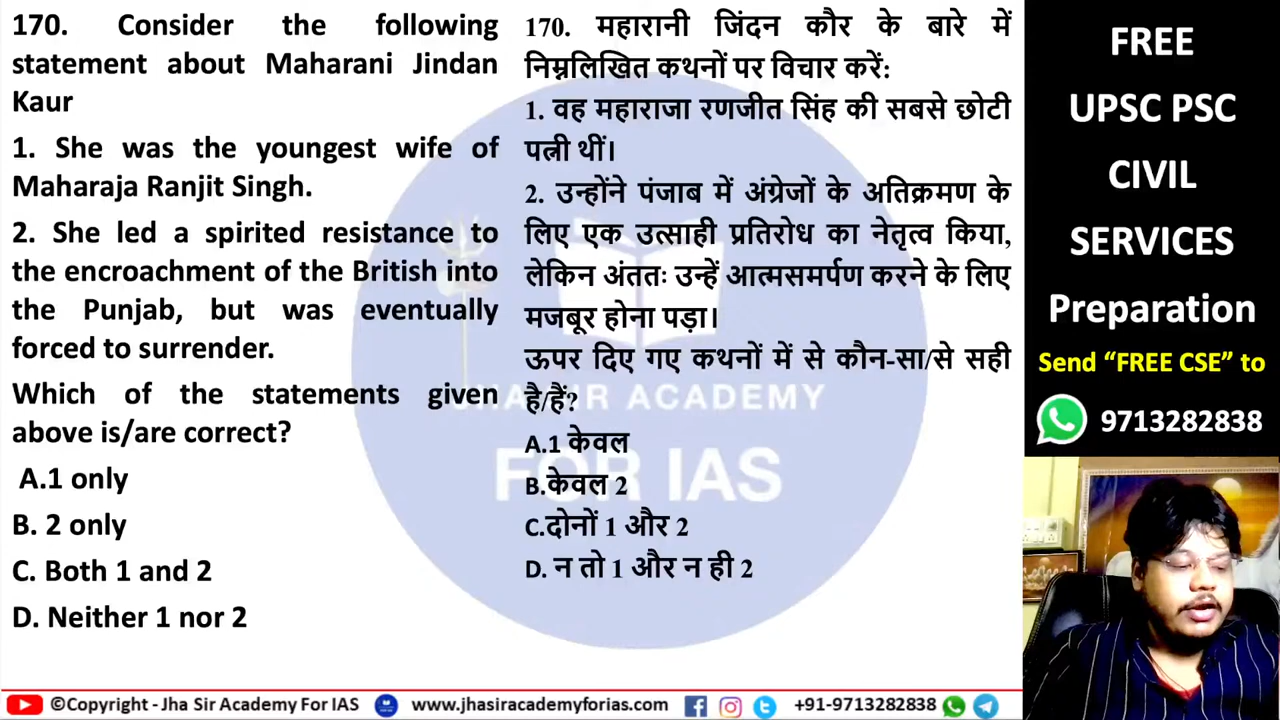 170. Consider the following
statement about Maharani Jindan
Kaur
1. She was the youngest wife of
Maharaja Ranjit Singh.
2. She led a spirited resistance to
the encroachment of the British into
the Punjab, but was eventually
forced to surrender.
Which of the statements given
above is/are correct?
A.1 only
B. 2 only
C. Both 1 and 2
D. Neither 1 nor 2
170. महारानी जिंदन कौर के बारे में
निम्नलिखित कथनों पर विचार करें:
1. वह महाराजा रणजीत सिंह की सबसे छोटी
पत्नी थीं।
2. उन्होंने पंजाब में अंग्रेजों के अतिक्रमण के
लिए एक उत्साही प्रतिरोध का नेतृत्व किया,
लेकिन अंततः उन्हें आत्मसमर्पण करने के लिए
मजबूर होना पड़ा।
ऊपर दिए गए कथनों में से कौन-सा/से सही
है/हैं?
A.1 केवल
B.केवल 2
C.दोनों 1 और 2
D. न तो 1 और न ही 2
JHA SIR ACADEMY
FOR IAS
FREE
UPSC PSC
CIVIL
SERVICES
Preparation
Send “FREE CSE” to
9713282838
©Copyright - Jha Sir Academy For IAS
www.jhasiracademyforias.com
+91-9713282838